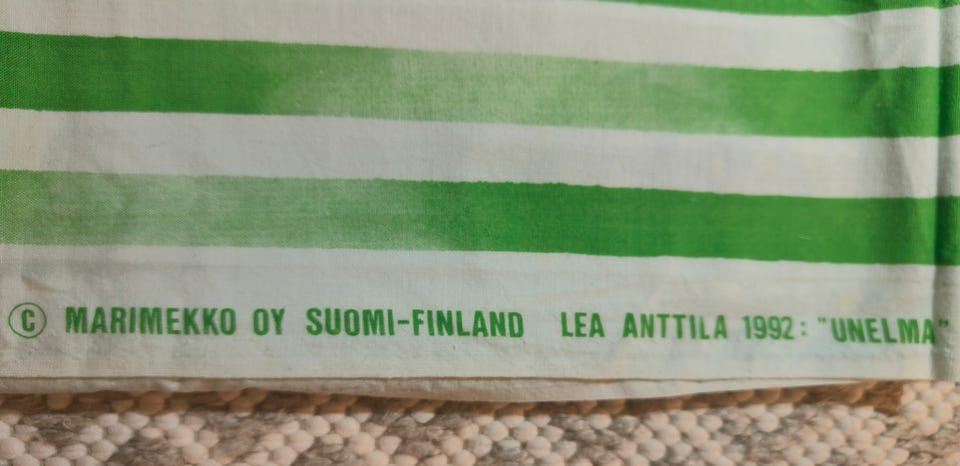 © MARIMEKKO OY SUOMI-FINLAND LEA ANTTILA 1992: "UNELMA"